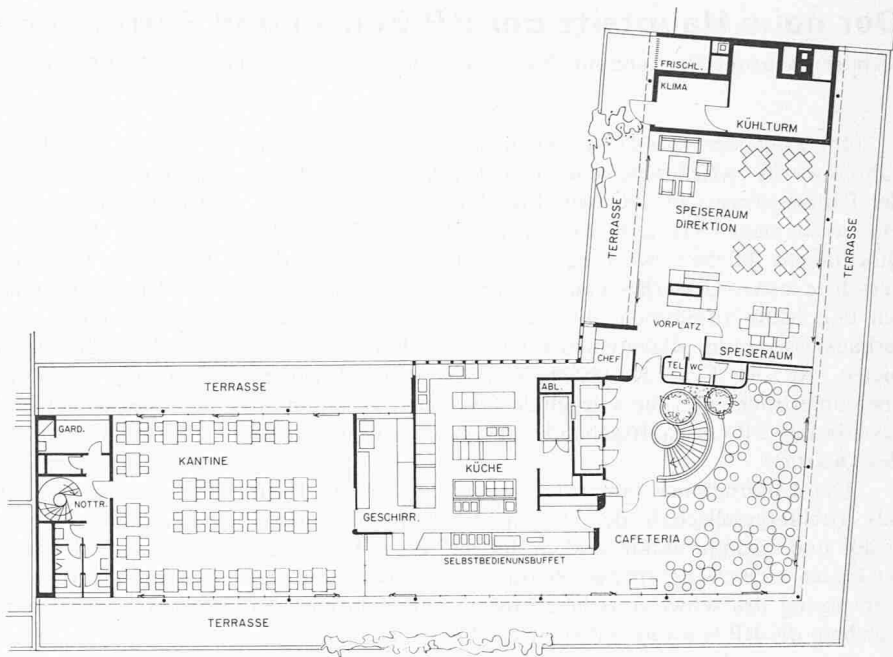 FRISCHL.
KLIMA
KÜHLTURM
SPEISERAUM
DIREKTION
TERRASSE
TERRASSE
VORPLATZ
SPEISERAUM
CHEF
TEL.
WC
TERRASSE
ABL.
GARD.
KANTINE
KÜCHE
NOTTR.
GESCHIRR.
CAFETERIA
SELBSTBEDIENUNGSBUFFET
TERRASSE